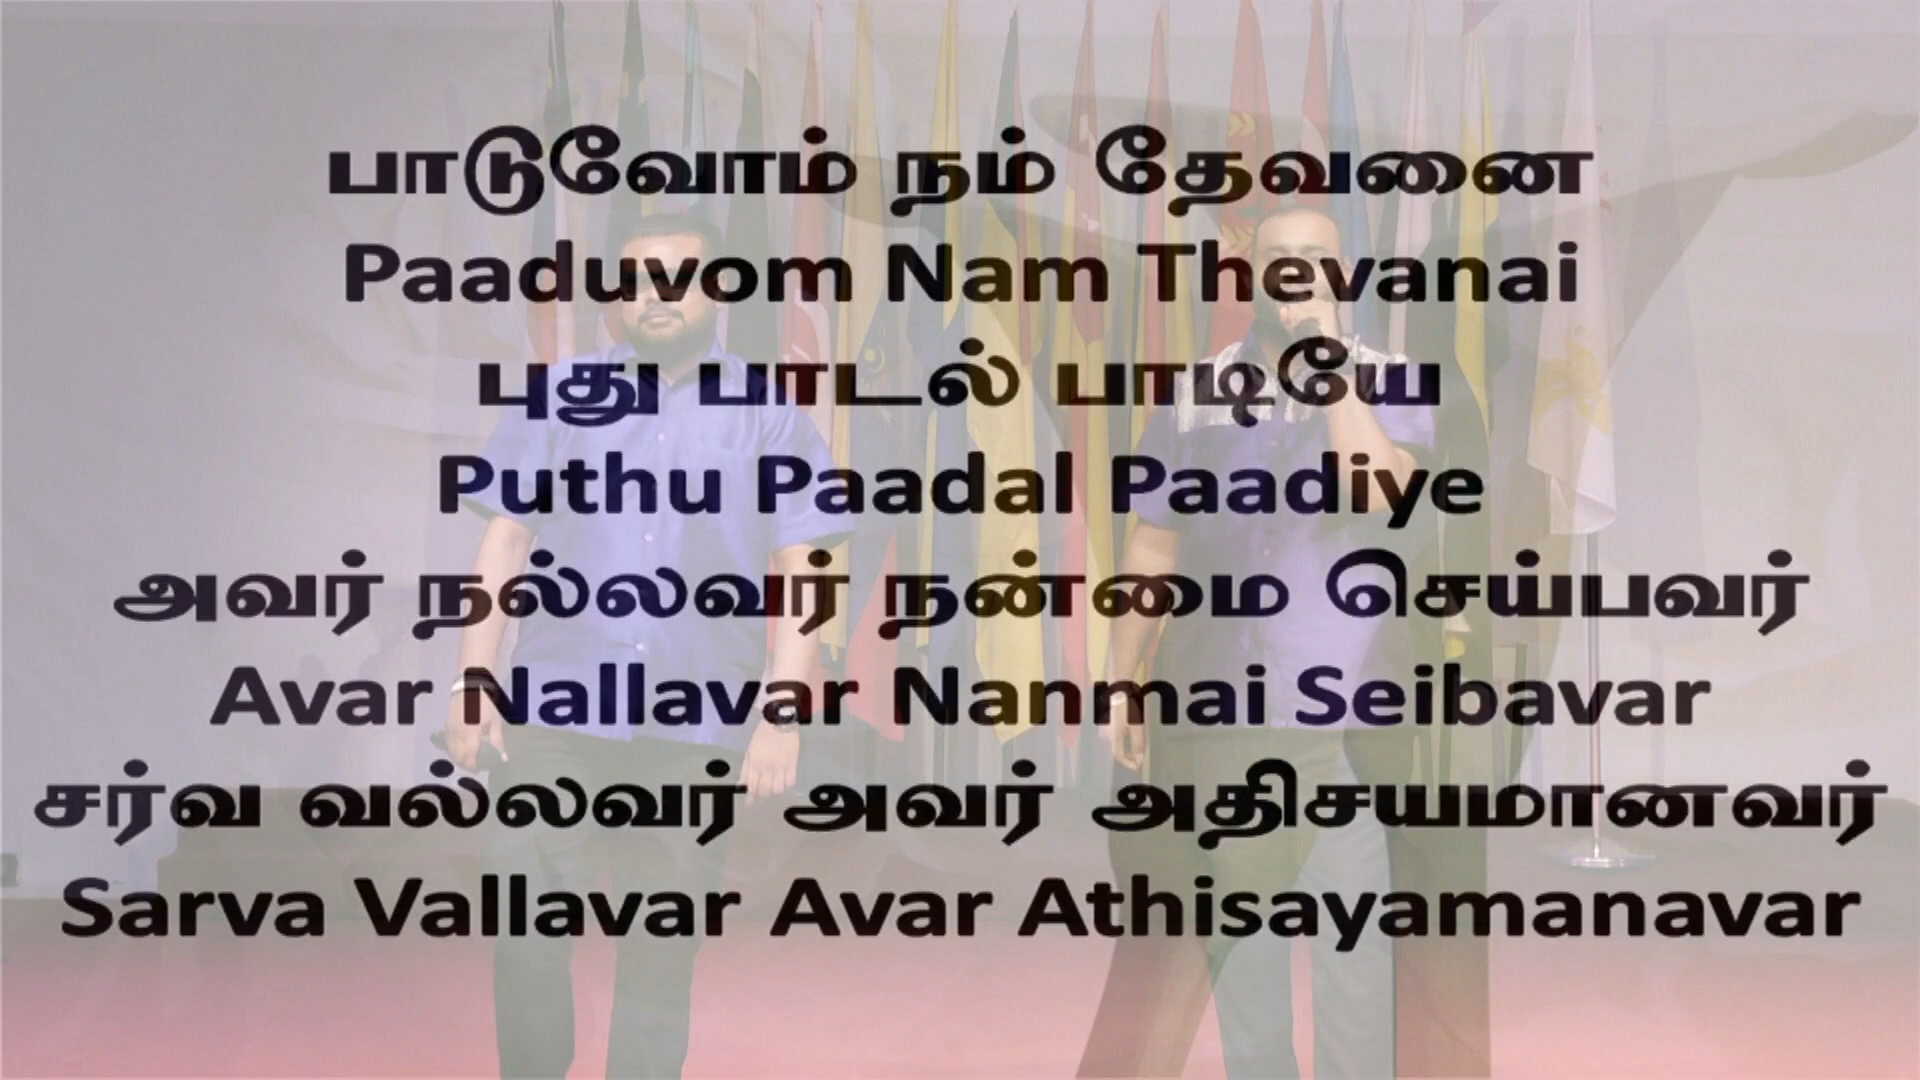 பாடுவோம் நம் தேவனை
Paaduvom Nam Thevanai
புது பாடல் பாடியே
Puthu Paadal Paadiye
அவர் நல்லவர் நன்மை செய்பவர்
Avar Nallavar Nanmai Seibavar
சர்வ வல்லவர் அவர் அதிசயமானவர்
Sarva Vallavar Avar Athisayamanavar